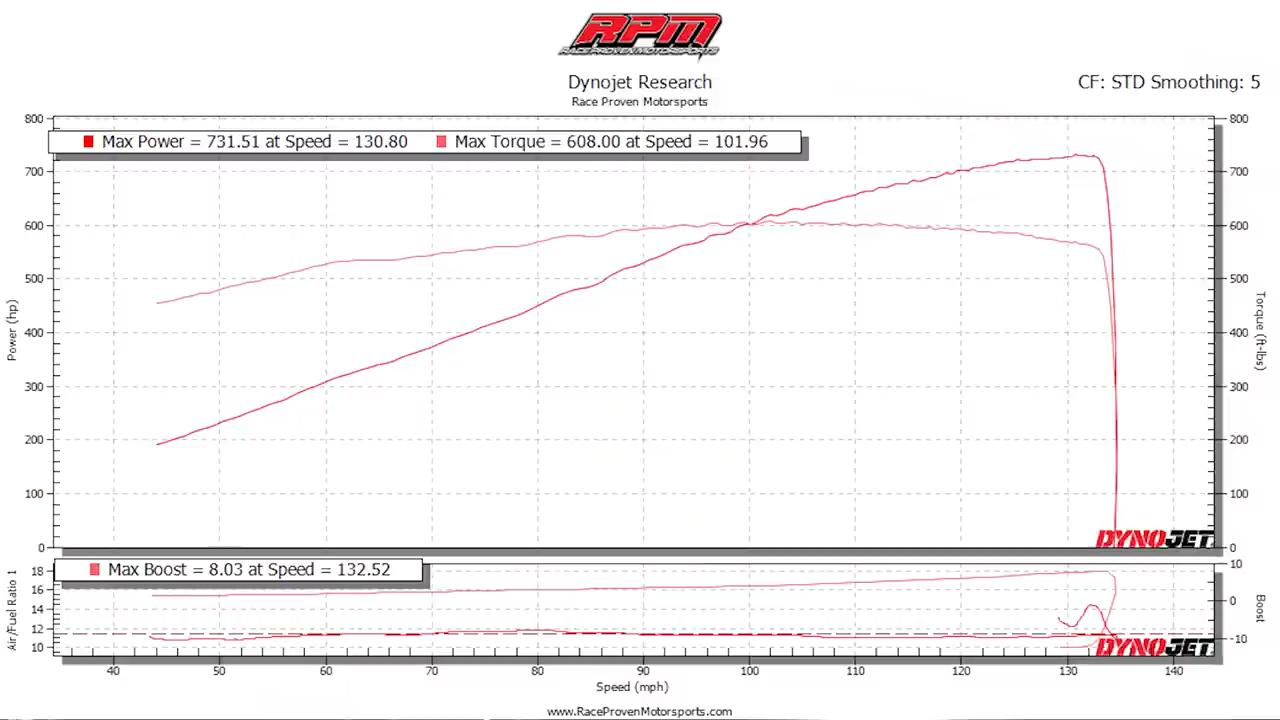 RPM
RACE PROVEN MOTORSPORTS
Dynojet Research
CF: STD Smoothing: 5
Race Proven Motorsports
Max Power = 731.51 at Speed = 130.80
Max Torque = 608.00 at Speed = 101.96
800
700
600
500
400
300
200
100
0
Power (hp)
800
700
600
500
400
300
200
100
0
Torque (ft-lbs)
DYNOJET
Max Boost = 8.03 at Speed = 132.52
18
16
14
12
10
Air/Fuel Ratio 1
10
0
-10
Boost
DYNOJET
40 50 60 70 80 90 100 110 120 130 140
Speed (mph)
www.RaceProvenMotorsports.com